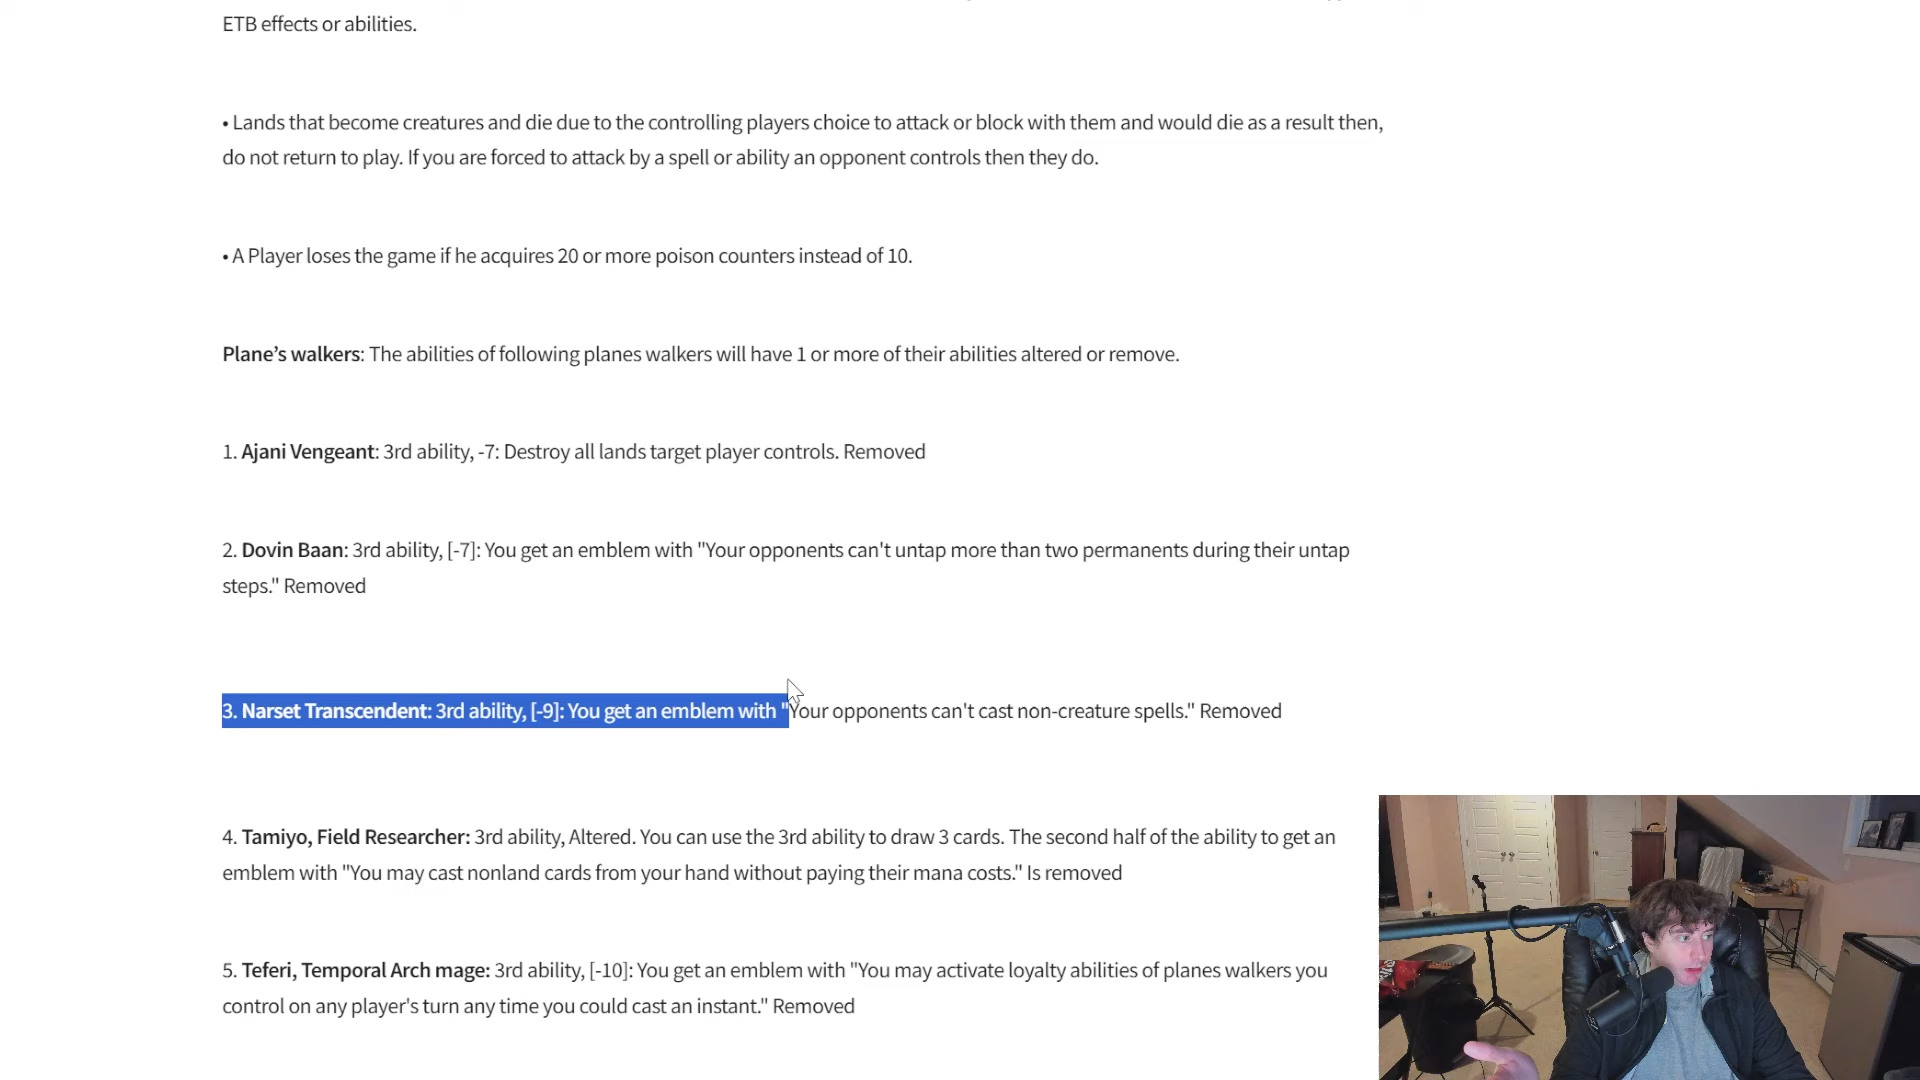 ETB effects or abilities.
• Lands that become creatures and die due to the controlling players choice to attack or block with them and would die as a result then,
do not return to play. If you are forced to attack by a spell or ability an opponent controls then they do.
• A Player loses the game if he acquires 20 or more poison counters instead of 10.
Plane’s walkers: The abilities of following planes walkers will have 1 or more of their abilities altered or remove.
1. Ajani Vengeant: 3rd ability, -7: Destroy all lands target player controls. Removed
2. Dovin Baan: 3rd ability, [-7]: You get an emblem with "Your opponents can't untap more than two permanents during their untap
steps." Removed
3. Narset Transcendent: 3rd ability, [-9]: You get an emblem with "Your opponents can't cast non-creature spells." Removed
4. Tamiyo, Field Researcher: 3rd ability, Altered. You can use the 3rd ability to draw 3 cards. The second half of the ability to get an
emblem with "You may cast nonland cards from your hand without paying their mana costs." Is removed
5. Teferi, Temporal Arch mage: 3rd ability, [-10]: You get an emblem with "You may activate loyalty abilities of planes walkers you
control on any player's turn any time you could cast an instant." Removed